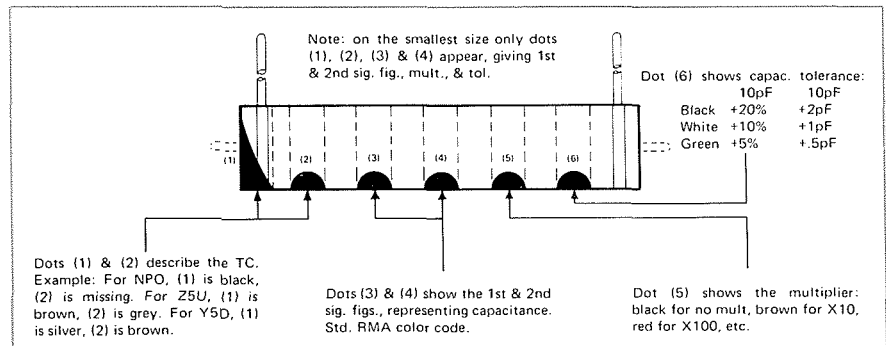 Note: on the smallest size only dots
(1), (2), (3) & (4) appear, giving 1st
& 2nd sig. fig., mult., & tol.
Dot (6) shows capac. tolerance:
10pF 10pF
Black +20% +2pF
White +10% +1pF
Green +5% +.5pF
(1) (2) (3) (4) (5) (6)
Dots (1) & (2) describe the TC.
Example: For NPO, (1) is black,
(2) is missing. For Z5U, (1) is
brown, (2) is grey. For Y5D, (1)
is silver, (2) is brown.
Dots (3) & (4) show the 1st & 2nd
sig. figs., representing capacitance.
Std. RMA color code.
Dot (5) shows the multiplier:
black for no mult, brown for X10,
red for X100, etc.